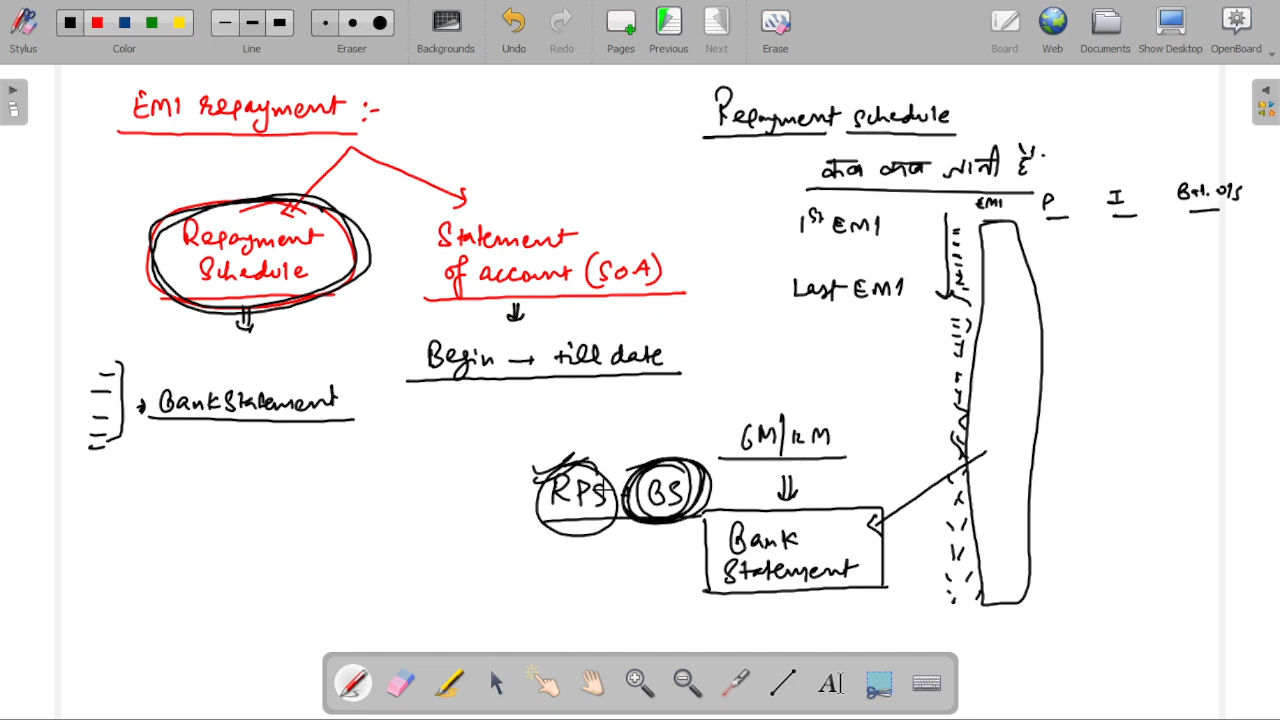 Stylus
Color
Line
Eraser
Backgrounds
Undo
Redo
Pages
Previous
Next
Erase
Board
Web
Documents
Show Desktop
OpenBoard
EMI repayment :-
Repayment
Schedule
Statement
of account (SOA)
Begin → till date
Bank Statement
Repayment schedule
कब कब जानी है
EMI P I Bal. O/S
1st EMI
Last EMI
6M/12M
RPS + BS
Bank
Statement